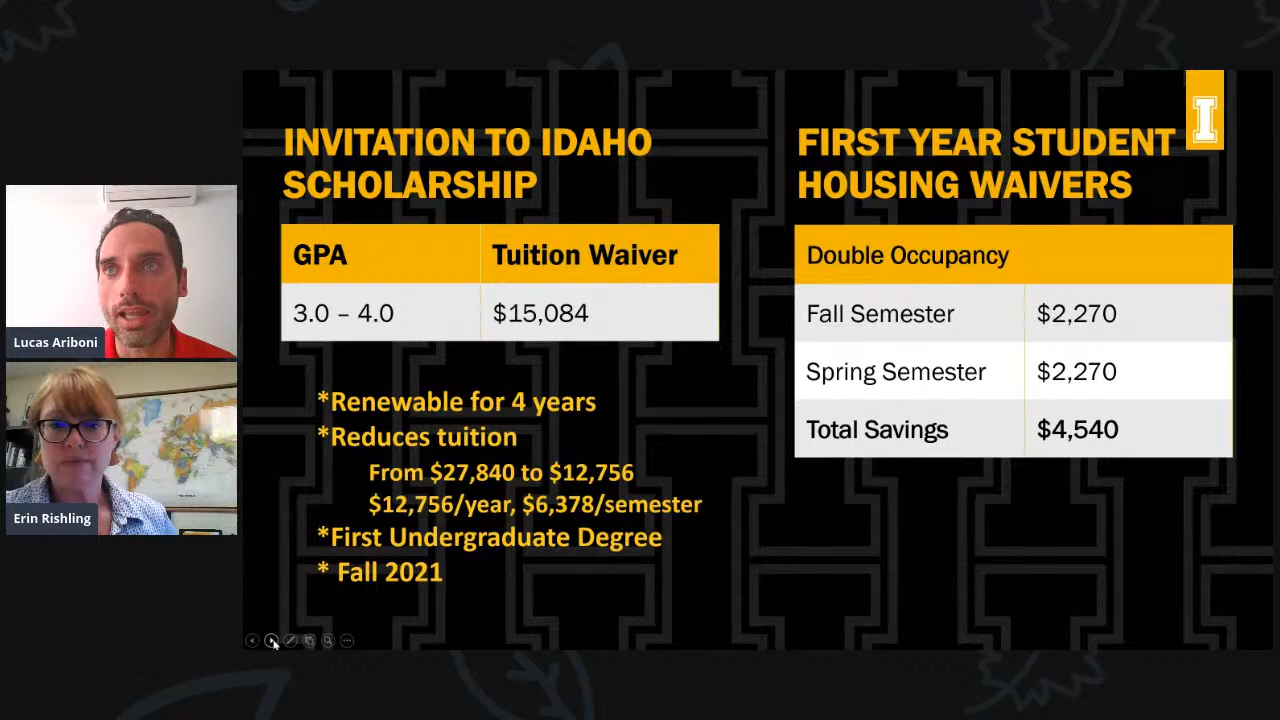 INVITATION TO IDAHO
SCHOLARSHIP
GPA
Tuition Waiver
3.0 – 4.0
$15,084
*Renewable for 4 years
*Reduces tuition
From $27,840 to $12,756
$12,756/year, $6,378/semester
*First Undergraduate Degree
* Fall 2021
FIRST YEAR STUDENT
HOUSING WAIVERS
I
Double Occupancy
Fall Semester
$2,270
Spring Semester
$2,270
Total Savings
$4,540
Lucas Ariboni
Erin Rishling